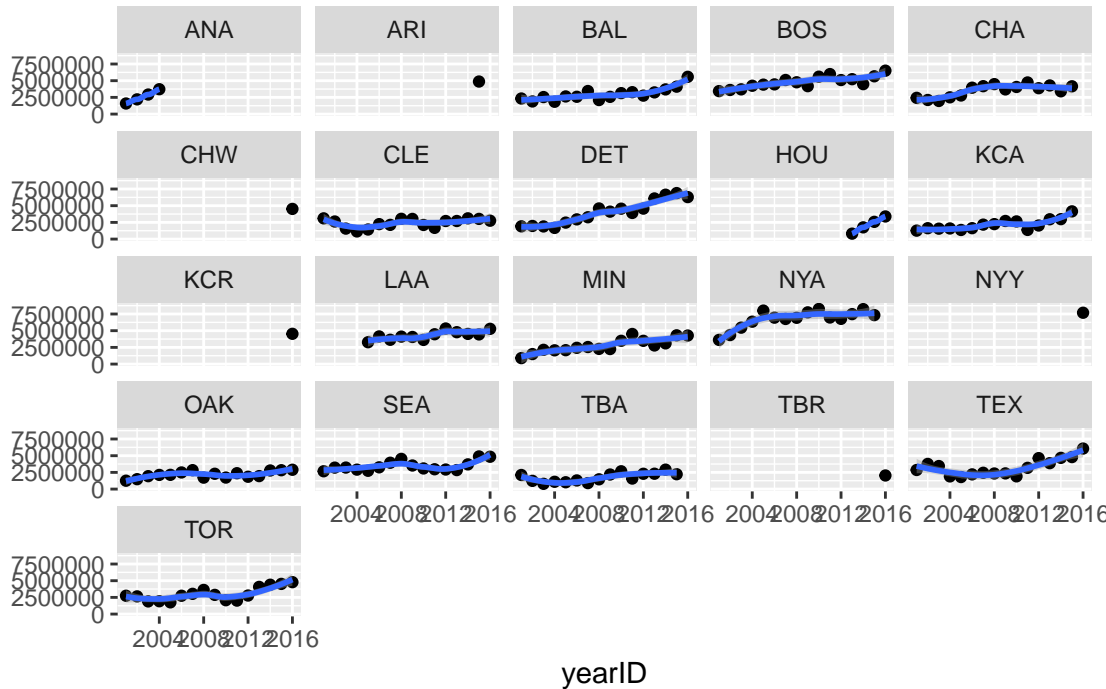 ANA ARI BAL BOS CHA
7500000
5000000
2500000
0
CHW CLE DET HOU KCA
7500000
5000000
2500000
0
KCR LAA MIN NYA NYY
7500000
5000000
2500000
0
OAK SEA TBA TBR TEX
7500000
5000000
2500000
0
2004 2008 2012 2016 2004 2008 2012 2016 2004 2008 2012 2016 2004 2008 2012 2016
TOR
7500000
5000000
2500000
0
2004 2008 2012 2016
yearID